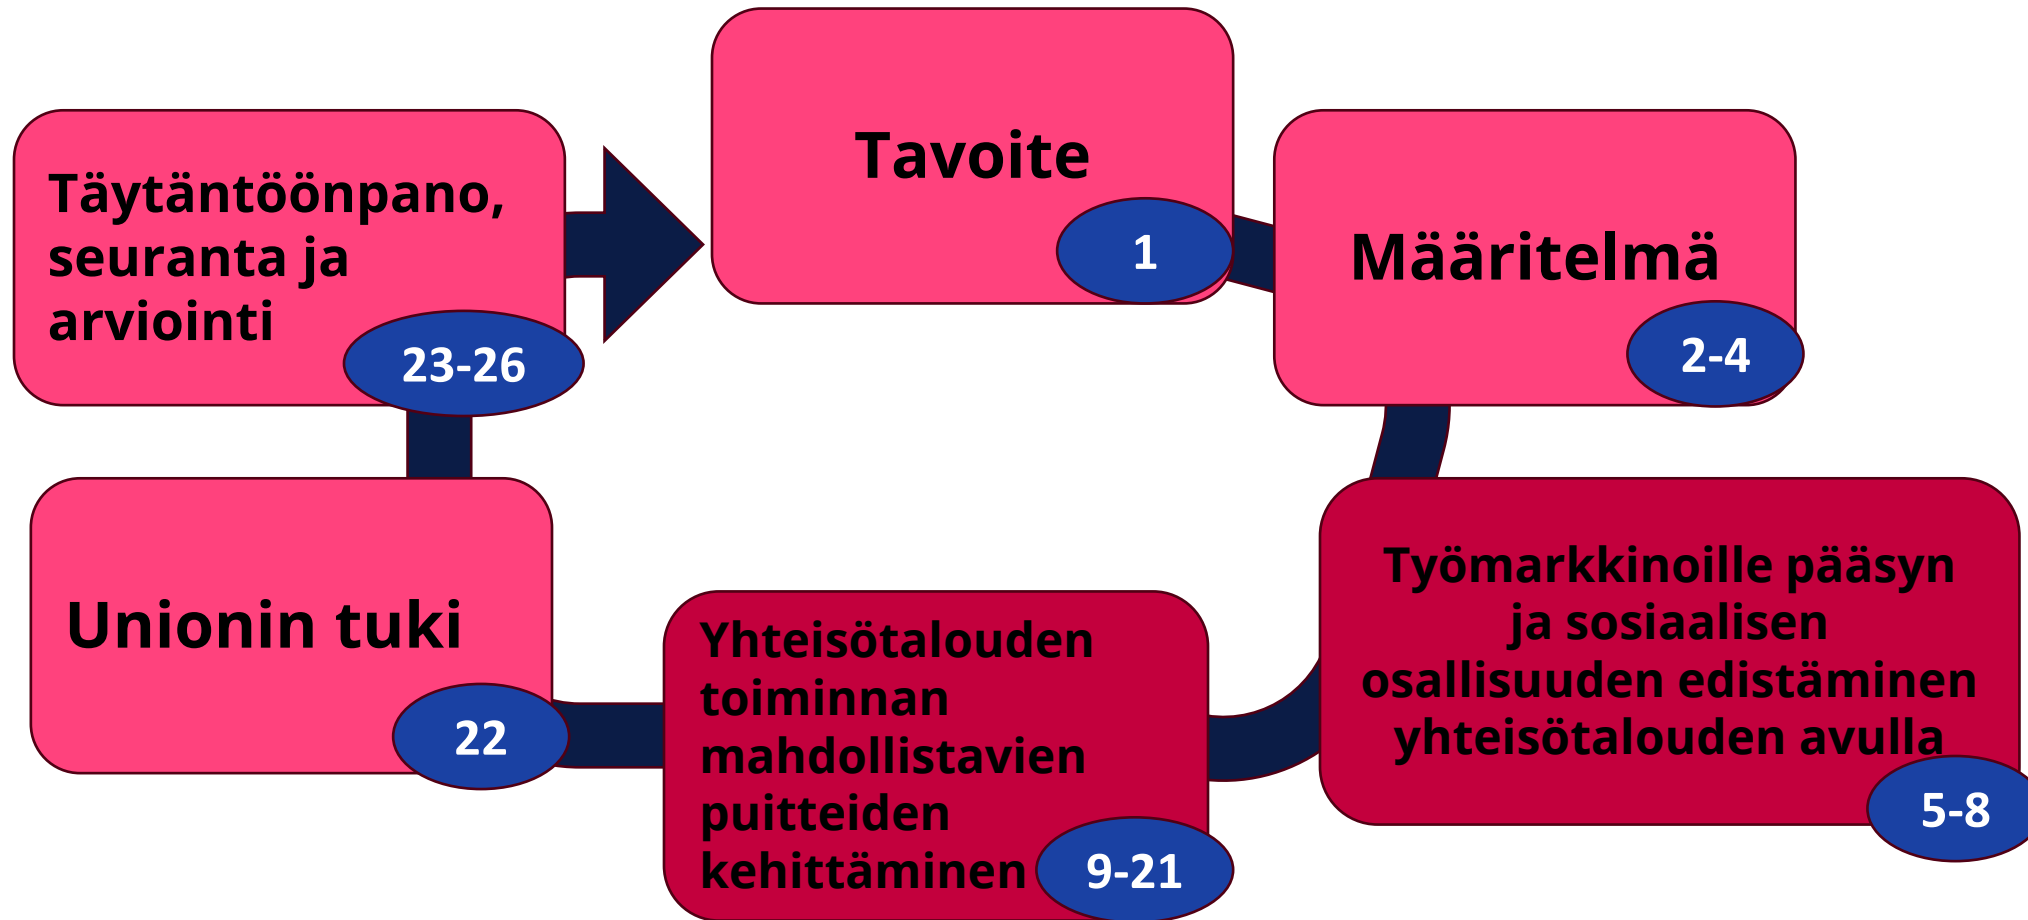 Tavoite
1
Määritelmä
2-4
Työmarkkinoille pääsyn
ja sosiaalisen
osallisuuden edistäminen
yhteisötalouden avulla
5-8
Yhteisötalouden
toiminnan
mahdollistavien
puitteiden
kehittäminen
9-21
Unionin tuki
22
Täytäntöönpano,
seuranta ja
arviointi
23-26